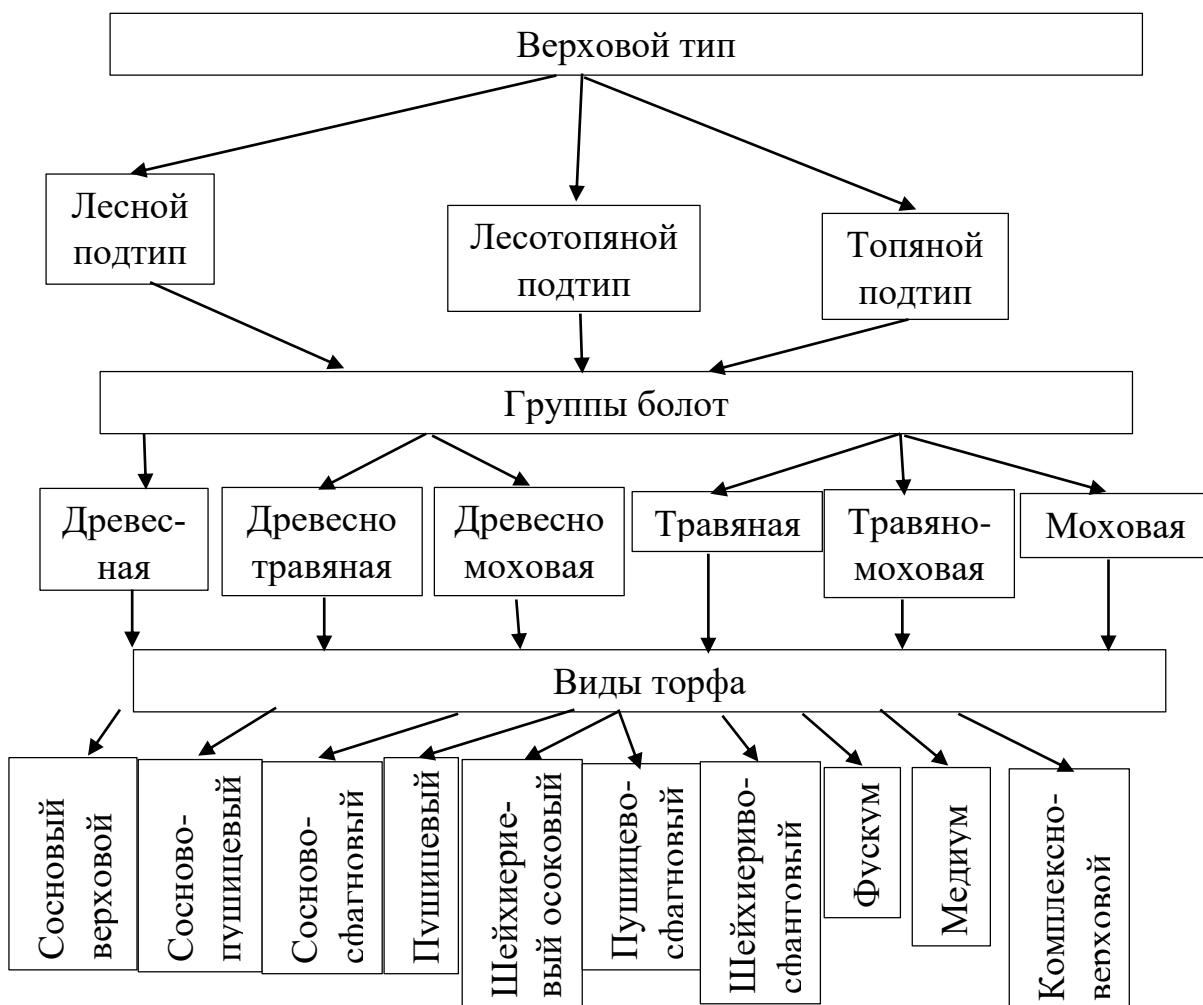 Верховой тип
Лесной
подтип
Лесотопяной
подтип
Топяной
подтип
Группы болот
Древес-
ная
Древесно
травяная
Древесно
моховая
Травяная
Травяно-
моховая
Моховая
Виды торфа
Сосновый
верховой
Сосново-
пушицевый
Сосново-
сфагновый
Пушицевый
Шейхиерие-
вый осоковый
Пушицево-
сфагновый
Шейхиериво-
сфанговый
Фускум
Медиум
Комплексно-
верховой